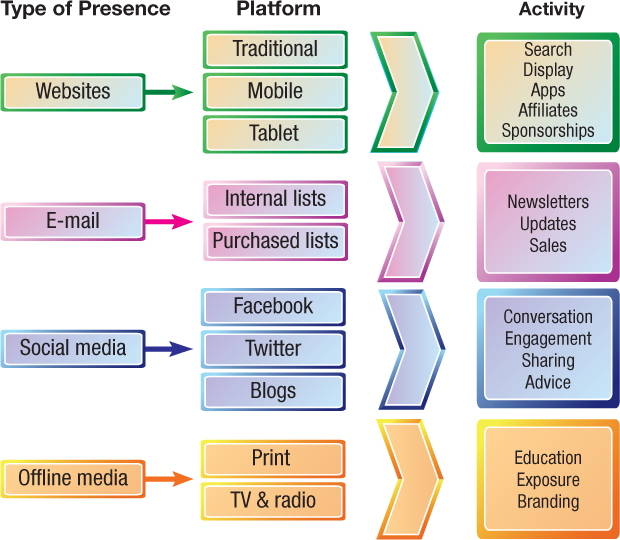 Type of Presence
Platform
Activity
Websites
Traditional
Mobile
Tablet
Search
Display
Apps
Affiliates
Sponsorships
E-mail
Internal lists
Purchased lists
Newsletters
Updates
Sales
Social media
Facebook
Twitter
Blogs
Conversation
Engagement
Sharing
Advice
Offline media
Print
TV & radio
Education
Exposure
Branding